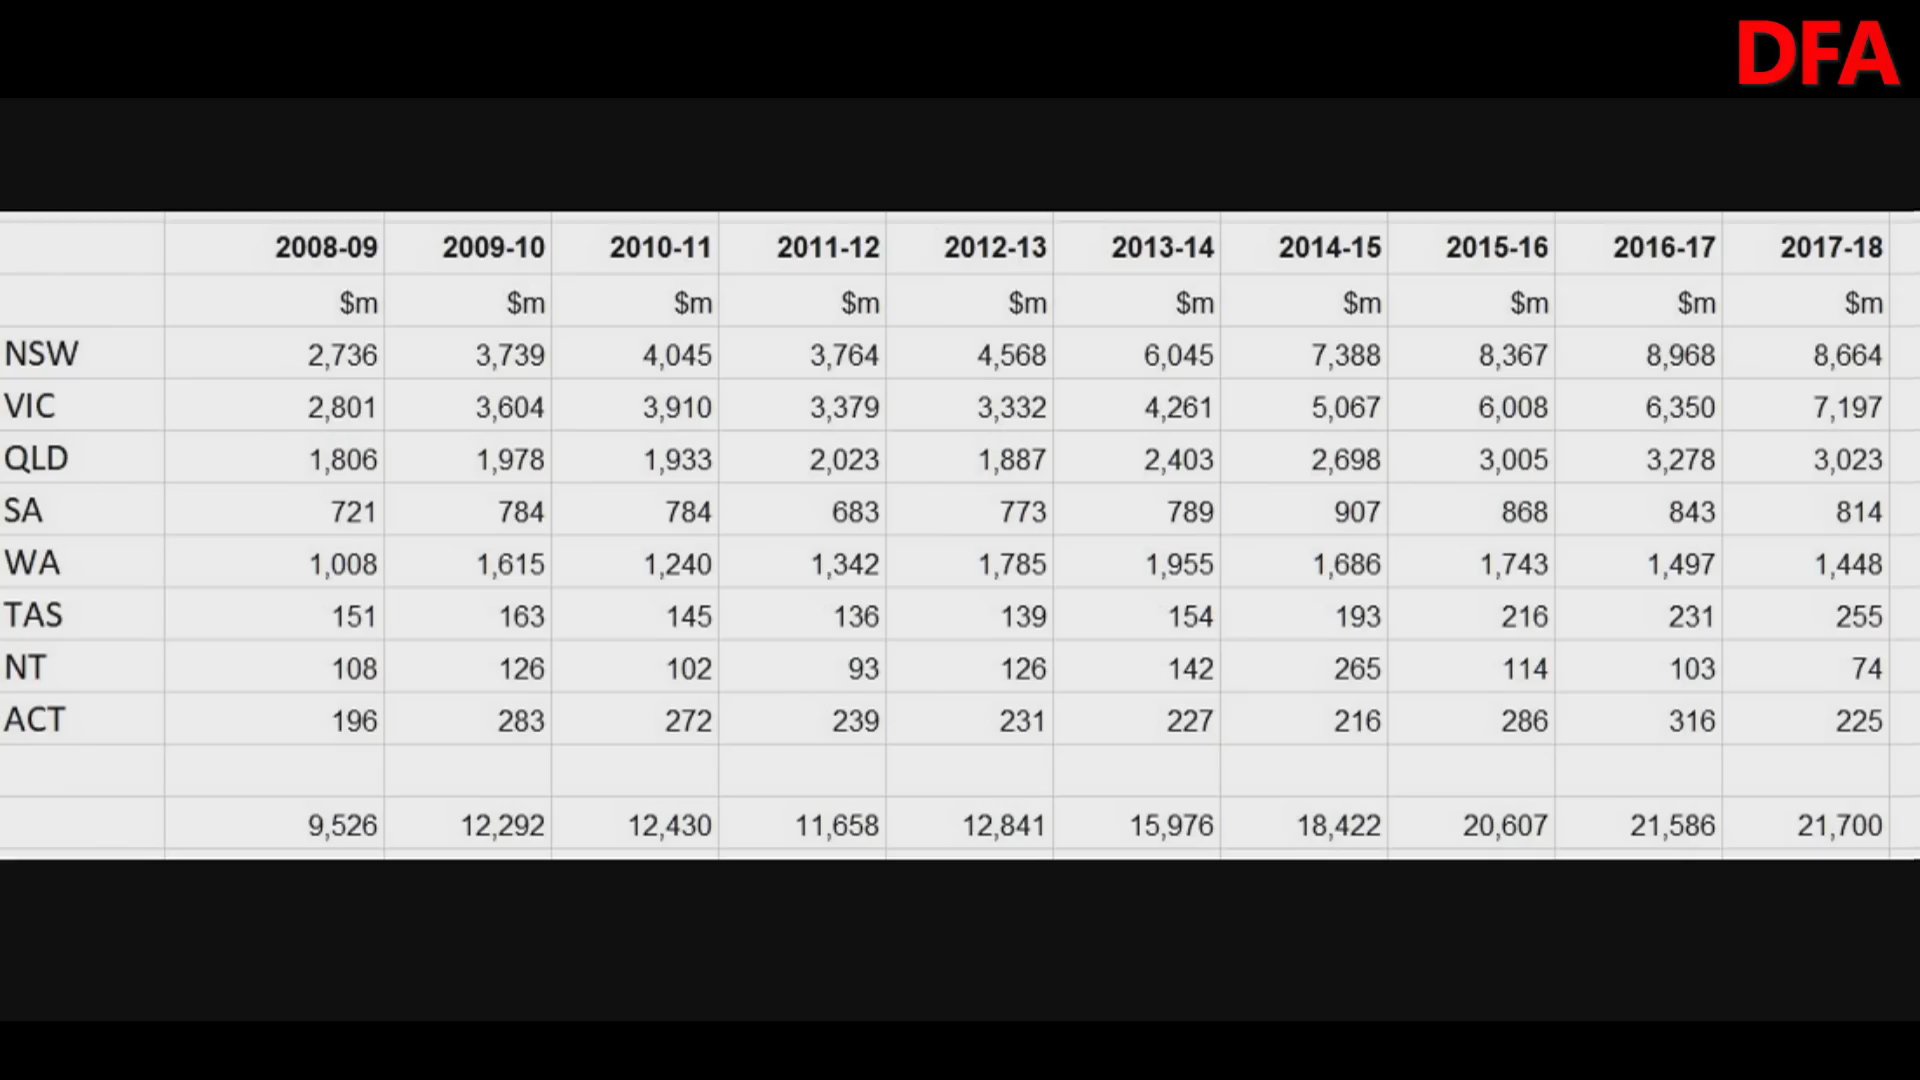 DFA
2008-09 2009-10 2010-11 2011-12 2012-13 2013-14 2014-15 2015-16 2016-17 2017-18
$m $m $m $m $m $m $m $m $m $m
NSW 2,736 3,739 4,045 3,764 4,568 6,045 7,388 8,367 8,968 8,664
VIC 2,801 3,604 3,910 3,379 3,332 4,261 5,067 6,008 6,350 7,197
QLD 1,806 1,978 1,933 2,023 1,887 2,403 2,698 3,005 3,278 3,023
SA 721 784 784 683 773 789 907 868 843 814
WA 1,008 1,615 1,240 1,342 1,785 1,955 1,686 1,743 1,497 1,448
TAS 151 163 145 136 139 154 193 216 231 255
NT 108 126 102 93 126 142 265 114 103 74
ACT 196 283 272 239 231 227 216 286 316 225
9,526 12,292 12,430 11,658 12,841 15,976 18,422 20,607 21,586 21,700